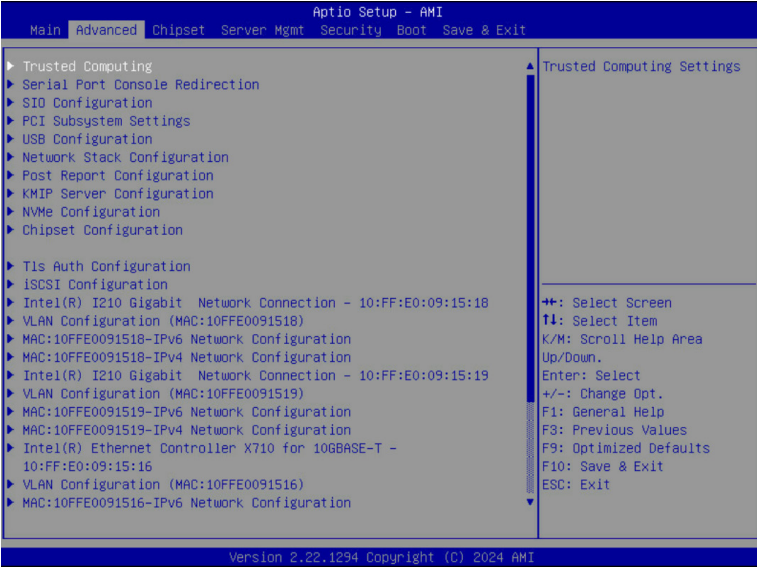 Aptio Setup – AMI
Main Advanced Chipset Server Mgmt Security Boot Save & Exit
▶ Trusted Computing
▶ Serial Port Console Redirection
▶ SIO Configuration
▶ PCI Subsystem Settings
▶ USB Configuration
▶ Network Stack Configuration
▶ Post Report Configuration
▶ KMIP Server Configuration
▶ NVMe Configuration
▶ Chipset Configuration
▶ Tls Auth Configuration
▶ iSCSI Configuration
▶ Intel(R) I210 Gigabit  Network Connection – 10:FF:E0:09:15:18
▶ VLAN Configuration (MAC:10FFE0091518)
▶ MAC:10FFE0091518–IPv6 Network Configuration
▶ MAC:10FFE0091518–IPv4 Network Configuration
▶ Intel(R) I210 Gigabit  Network Connection – 10:FF:E0:09:15:19
▶ VLAN Configuration (MAC:10FFE0091519)
▶ MAC:10FFE0091519–IPv6 Network Configuration
▶ MAC:10FFE0091519–IPv4 Network Configuration
▶ Intel(R) Ethernet Controller X710 for 10GBASE–T –
10:FF:E0:09:15:16
▶ VLAN Configuration (MAC:10FFE0091516)
▶ MAC:10FFE0091516–IPv6 Network Configuration
Trusted Computing Settings
→←: Select Screen
↑↓: Select Item
K/M: Scroll Help Area
Up/Down.
Enter: Select
+/–: Change Opt.
F1: General Help
F3: Previous Values
F9: Optimized Defaults
F10: Save & Exit
ESC: Exit
Version 2.22.1294 Copyright (C) 2024 AMI